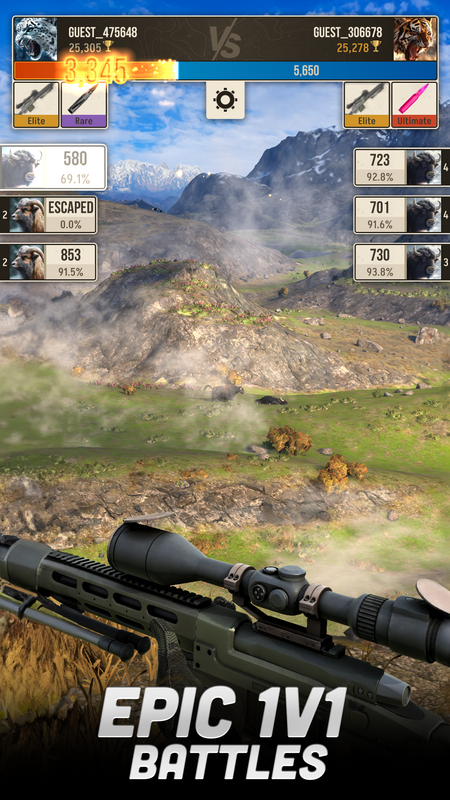 GUEST_475648
25,305
VS
GUEST_306678
25,278
3,345
5,650
Elite
Rare
Elite
Ultimate
580
69.1%
723
92.8%
4
2
ESCAPED
0.0%
701
91.6%
4
2
853
91.5%
730
93.8%
3
EPIC 1V1
BATTLES